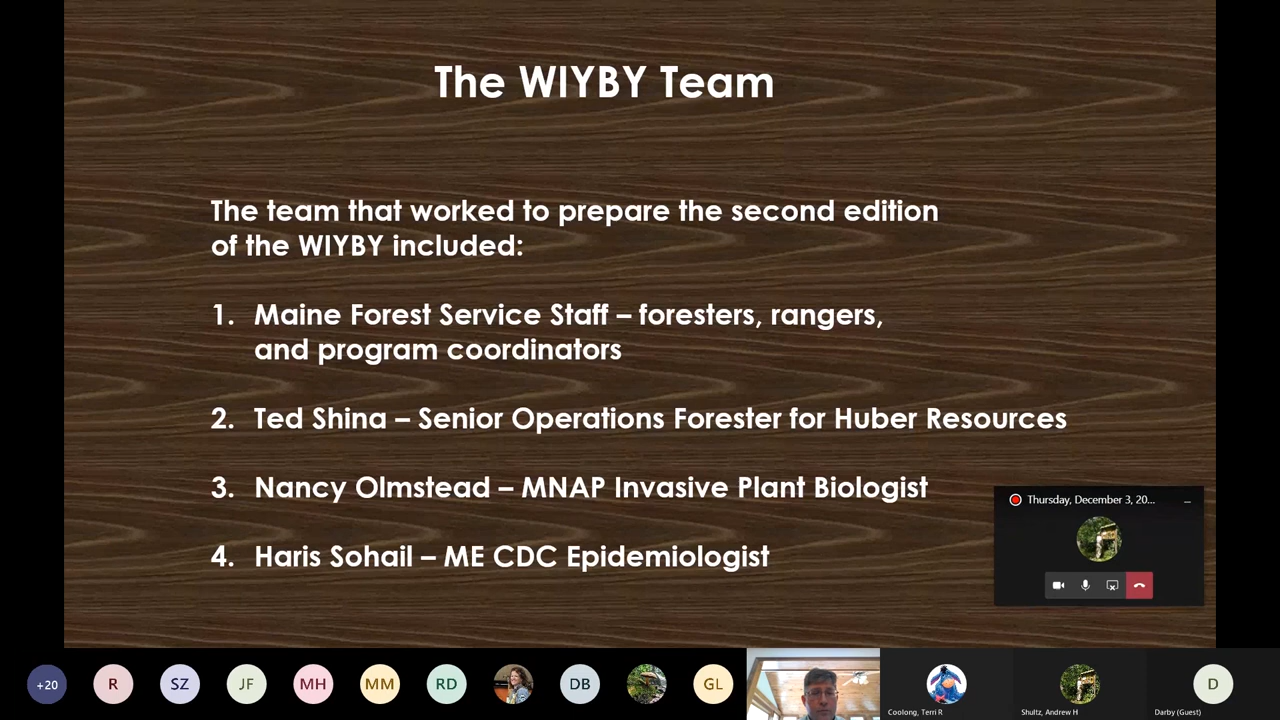 The WIYBY Team
The team that worked to prepare the second edition
of the WIYBY included:
1. Maine Forest Service Staff – foresters, rangers,
and program coordinators
2. Ted Shina – Senior Operations Forester for Huber Resources
3. Nancy Olmstead – MNAP Invasive Plant Biologist
4. Haris Sohail – ME CDC Epidemiologist
Thursday, December 3, 20...
+20
R
SZ
JF
MH
MM
RD
DB
GL
D
Coolong, Terri R
Shultz, Andrew H
Darby (Guest)